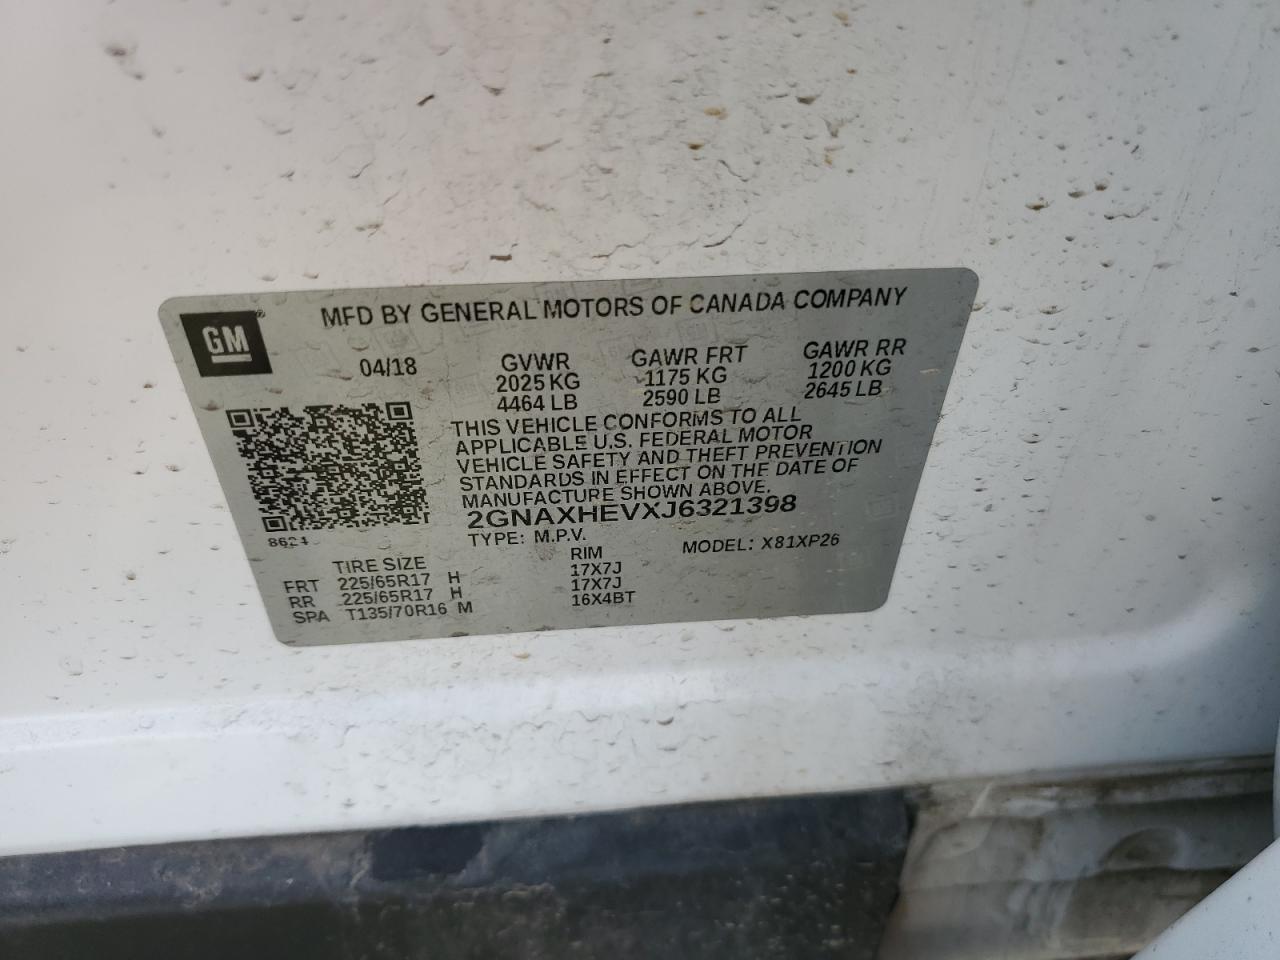 MFD BY GENERAL MOTORS OF CANADA COMPANY
GM
04/18
GVWR GAWR FRT GAWR RR
2025 KG 1175 KG 1200 KG
4464 LB 2590 LB 2645 LB
THIS VEHICLE CONFORMS TO ALL
APPLICABLE U.S. FEDERAL MOTOR
VEHICLE SAFETY AND THEFT PREVENTION
STANDARDS IN EFFECT ON THE DATE OF
MANUFACTURE SHOWN ABOVE.
2GNAXHEVXJ6321398
8624
TYPE: M.P.V. MODEL: X81XP26
TIRE SIZE RIM
FRT 225/65R17 H 17X7J
RR 225/65R17 H 17X7J
SPA T135/70R16 M 16X4BT